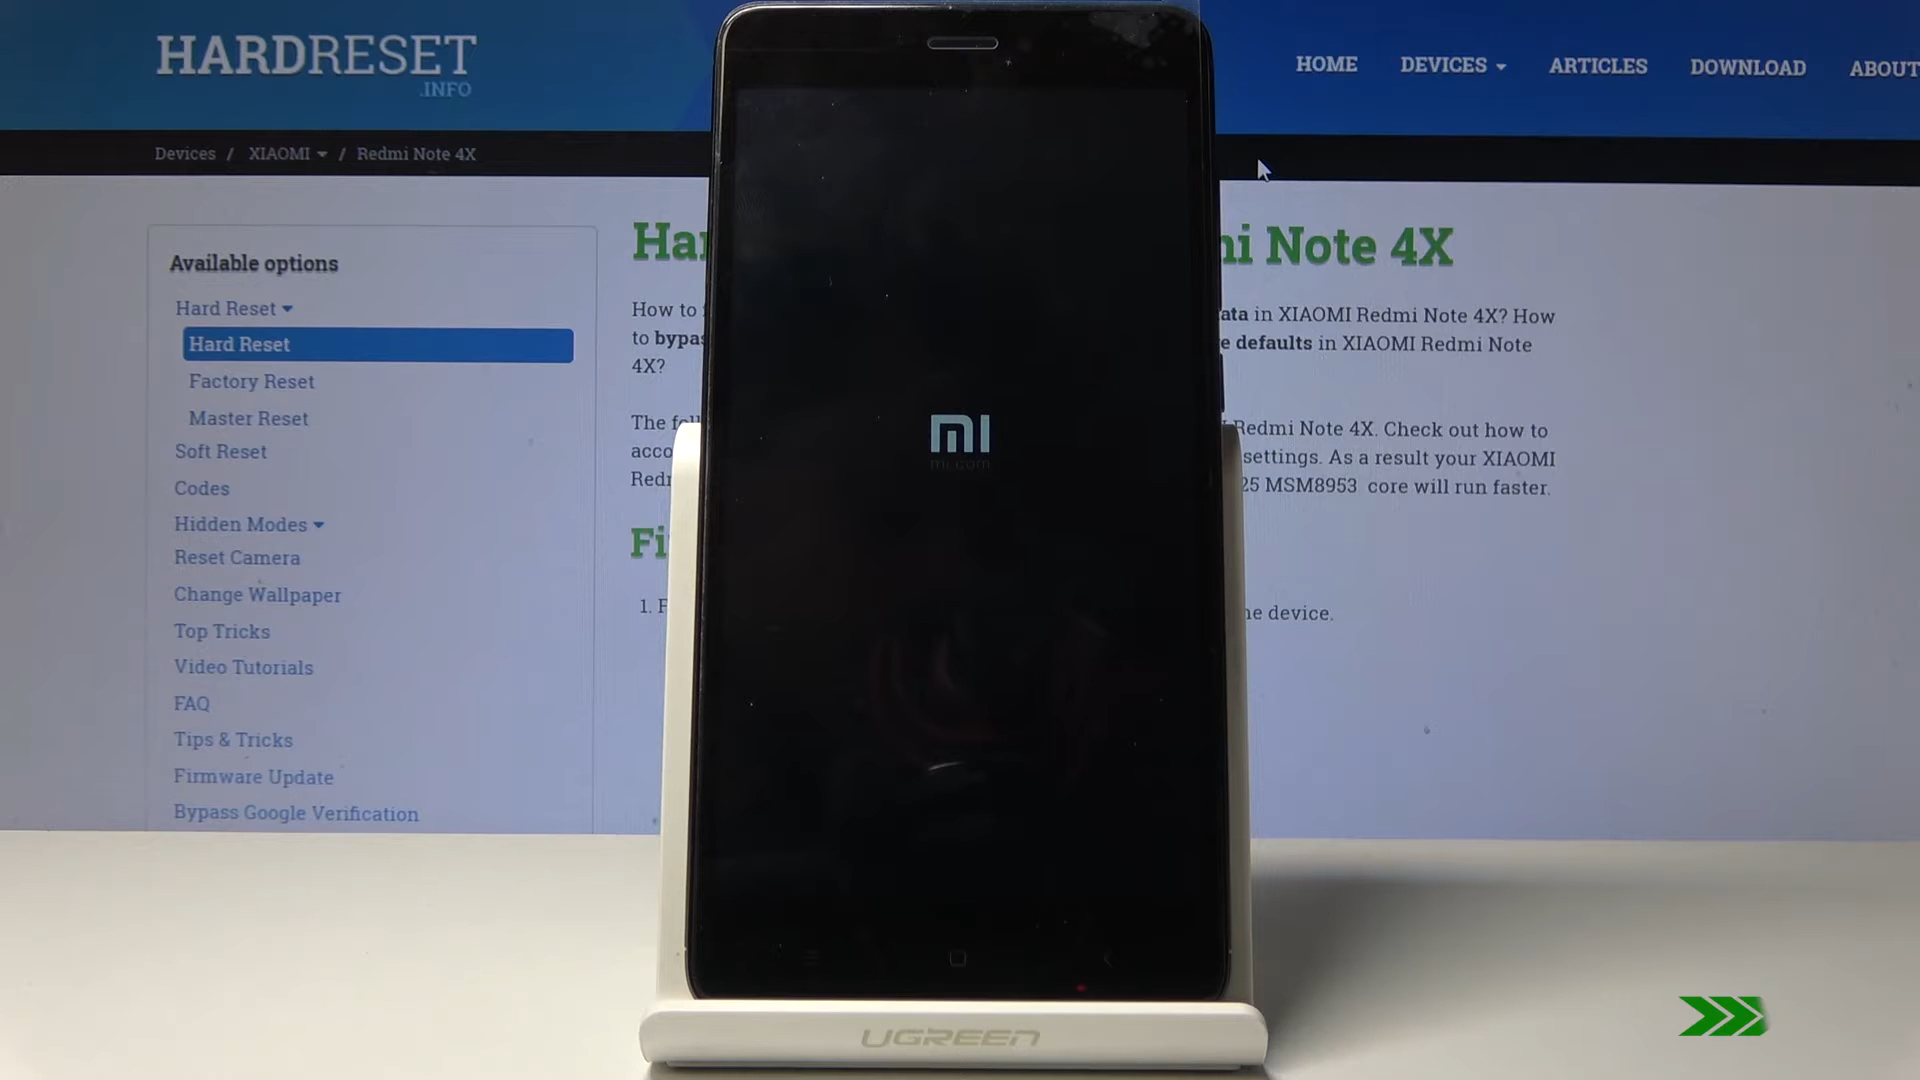 HARDRESET
.INFO
HOME DEVICES ARTICLES DOWNLOAD ABOUT
Devices / XIAOMI / Redmi Note 4X
Available options
Hard Reset
Hard Reset
Factory Reset
Master Reset
Soft Reset
Codes
Hidden Modes
Reset Camera
Change Wallpaper
Top Tricks
Video Tutorials
FAQ
Tips & Tricks
Firmware Update
Bypass Google Verification
Note 4X
How to
in XIAOMI Redmi Note 4X? How
to
defaults in XIAOMI Redmi Note
4X?
The
Redmi Note 4X. Check out how to
settings. As a result your XIAOMI
MSM8953 core will run faster.
1.
device.
mi
mi.com
UGREEN